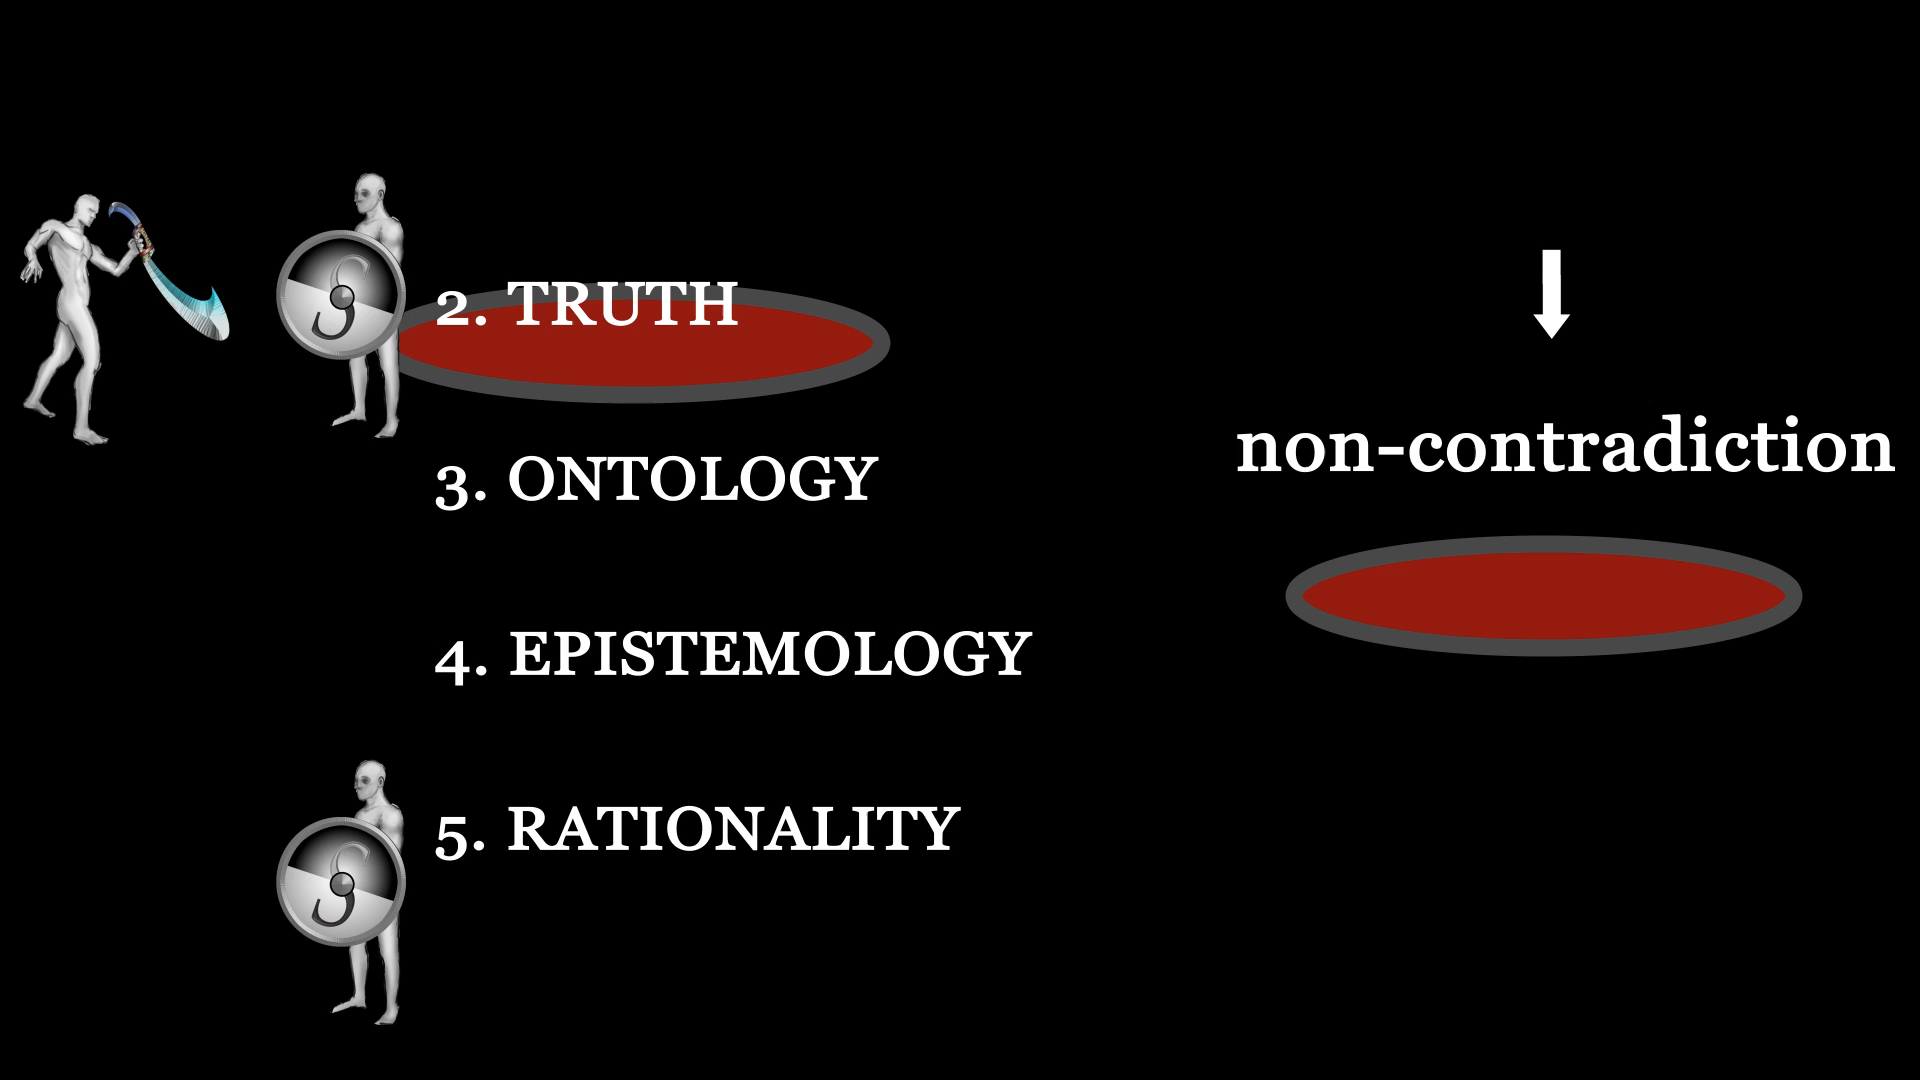 2. TRUTH
3. ONTOLOGY
4. EPISTEMOLOGY
5. RATIONALITY
non-contradiction
S
S